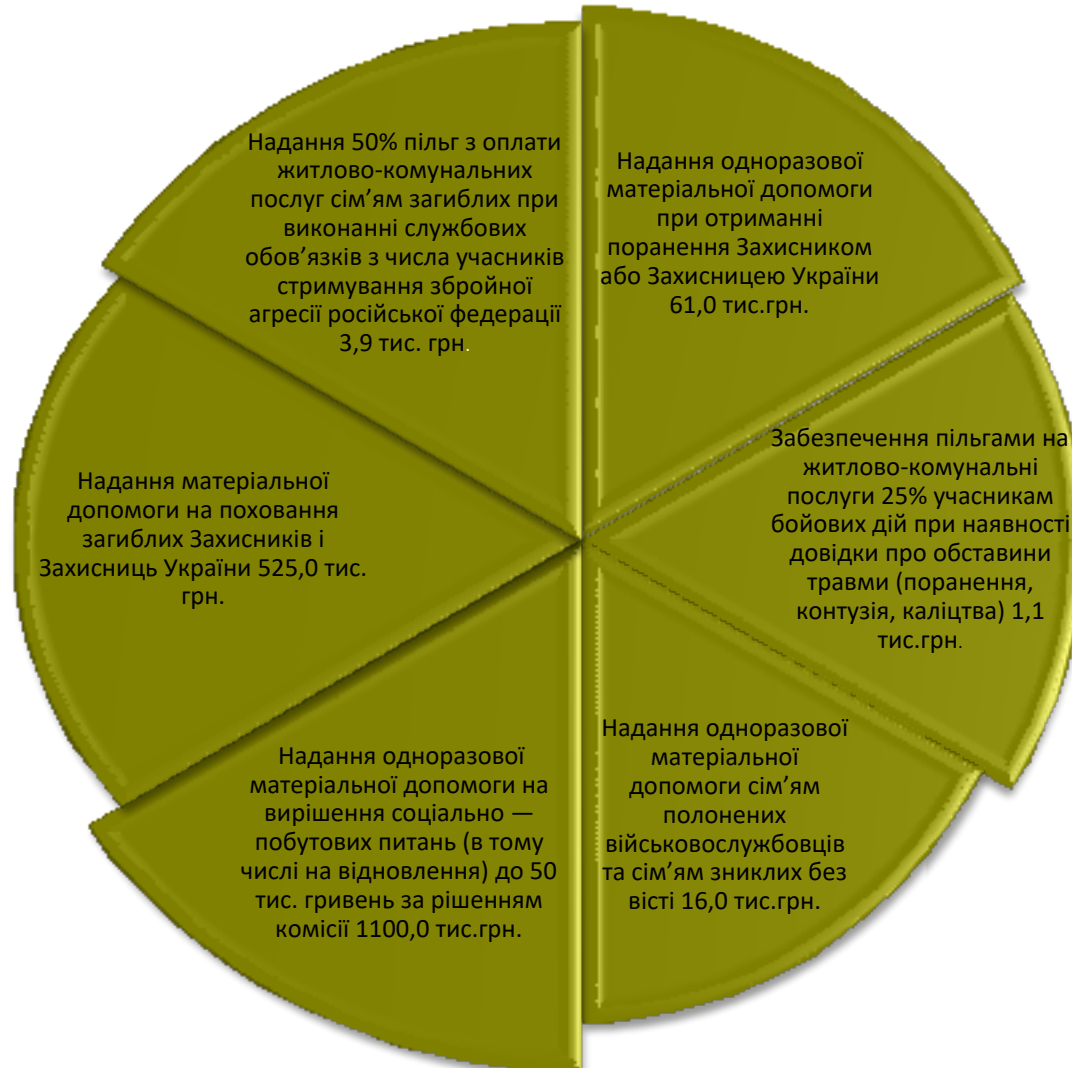 Надання 50% пільг з оплати
житлово-комунальних
послуг сім’ям загиблих при
виконанні службових
обов’язків з числа учасників
стримування збройної
агресії російської федерації
3,9 тис. грн.
Надання одноразової
матеріальної допомоги
при отриманні
поранення Захисником
або Захисницею України
61,0 тис.грн.
Забезпечення пільгами на
житлово-комунальні
послуги 25% учасникам
бойових дій при наявності
довідки про обставини
травми (поранення,
контузія, каліцтва) 1,1
тис.грн.
Надання одноразової
матеріальної
допомоги сім’ям
полонених
військовослужбовців
та сім’ям зниклих без
вісті 16,0 тис.грн.
Надання одноразової
матеріальної допомоги на
вирішення соціально —
побутових питань (в тому
числі на відновлення) до 50
тис. гривень за рішенням
комісії 1100,0 тис.грн.
Надання матеріальної
допомоги на поховання
загиблих Захисників і
Захисниць України 525,0 тис.
грн.